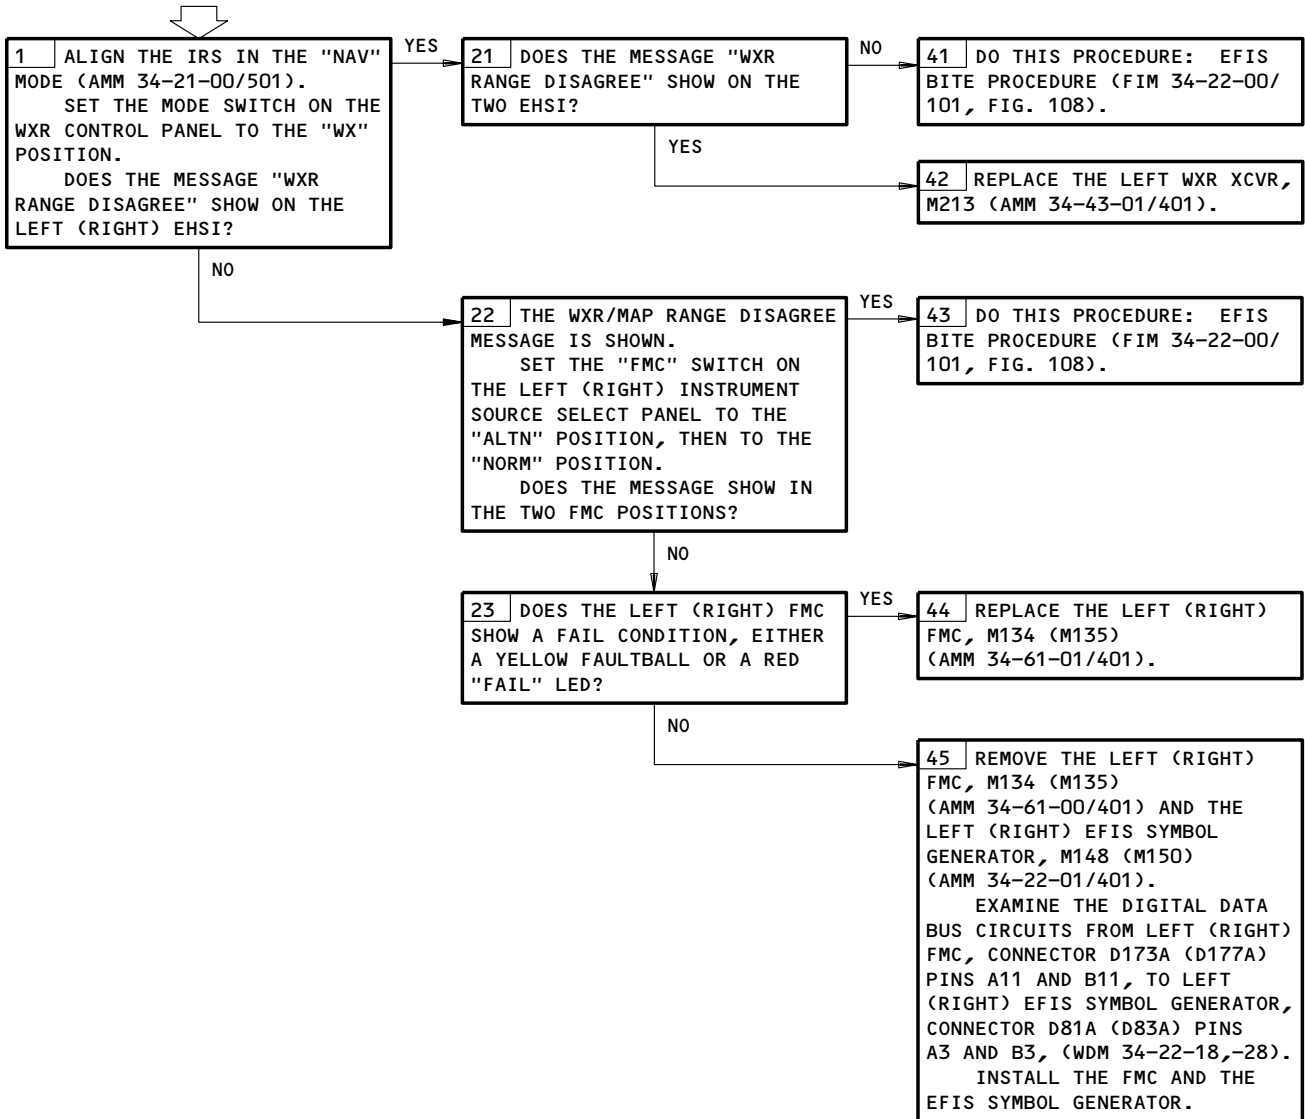 1 ALIGN THE IRS IN THE "NAV"
MODE (AMM 34-21-00/501).
SET THE MODE SWITCH ON THE
WXR CONTROL PANEL TO THE "WX"
POSITION.
DOES THE MESSAGE "WXR
RANGE DISAGREE" SHOW ON THE
LEFT (RIGHT) EHSI?
YES
NO
21 DOES THE MESSAGE "WXR
RANGE DISAGREE" SHOW ON THE
TWO EHSI?
NO
YES
41 DO THIS PROCEDURE: EFIS
BITE PROCEDURE (FIM 34-22-00/
101, FIG. 108).
42 REPLACE THE LEFT WXR XCVR,
M213 (AMM 34-43-01/401).
22 THE WXR/MAP RANGE DISAGREE
MESSAGE IS SHOWN.
SET THE "FMC" SWITCH ON
THE LEFT (RIGHT) INSTRUMENT
SOURCE SELECT PANEL TO THE
"ALTN" POSITION, THEN TO THE
"NORM" POSITION.
DOES THE MESSAGE SHOW IN
THE TWO FMC POSITIONS?
YES
NO
43 DO THIS PROCEDURE: EFIS
BITE PROCEDURE (FIM 34-22-00/
101, FIG. 108).
23 DOES THE LEFT (RIGHT) FMC
SHOW A FAIL CONDITION, EITHER
A YELLOW FAULTBALL OR A RED
"FAIL" LED?
YES
NO
44 REPLACE THE LEFT (RIGHT)
FMC, M134 (M135)
(AMM 34-61-01/401).
45 REMOVE THE LEFT (RIGHT)
FMC, M134 (M135)
(AMM 34-61-00/401) AND THE
LEFT (RIGHT) EFIS SYMBOL
GENERATOR, M148 (M150)
(AMM 34-22-01/401).
EXAMINE THE DIGITAL DATA
BUS CIRCUITS FROM LEFT (RIGHT)
FMC, CONNECTOR D173A (D177A)
PINS A11 AND B11, TO LEFT
(RIGHT) EFIS SYMBOL GENERATOR,
CONNECTOR D81A (D83A) PINS
A3 AND B3, (WDM 34-22-18,-28).
INSTALL THE FMC AND THE
EFIS SYMBOL GENERATOR.